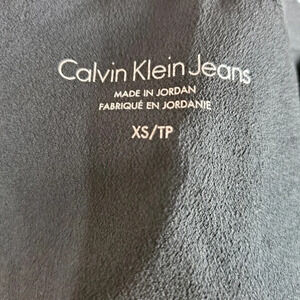 Calvin Klein Jeans
MADE IN JORDAN
FABRIQUÉ EN JORDANIE
XS/TP